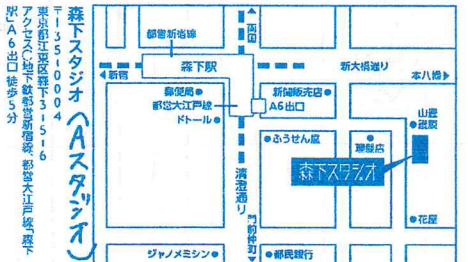 森下スタジオ(Aスタジオ)
〒135-0004
東京都江東区森下3-5-6
アクセス◇地下鉄都営新宿線、都営大江戸線「森下
駅」A6出口徒歩5分
両国
都営新宿線
新宿
森下駅
新大橋通り
本八幡
郵便局
新聞販売店
都営大江戸線
A6出口
ドトール
ふうせん屋
理髪店
森下スタジオ
清澄通り
門前仲町
花屋
ジャノメミシン
都民銀行